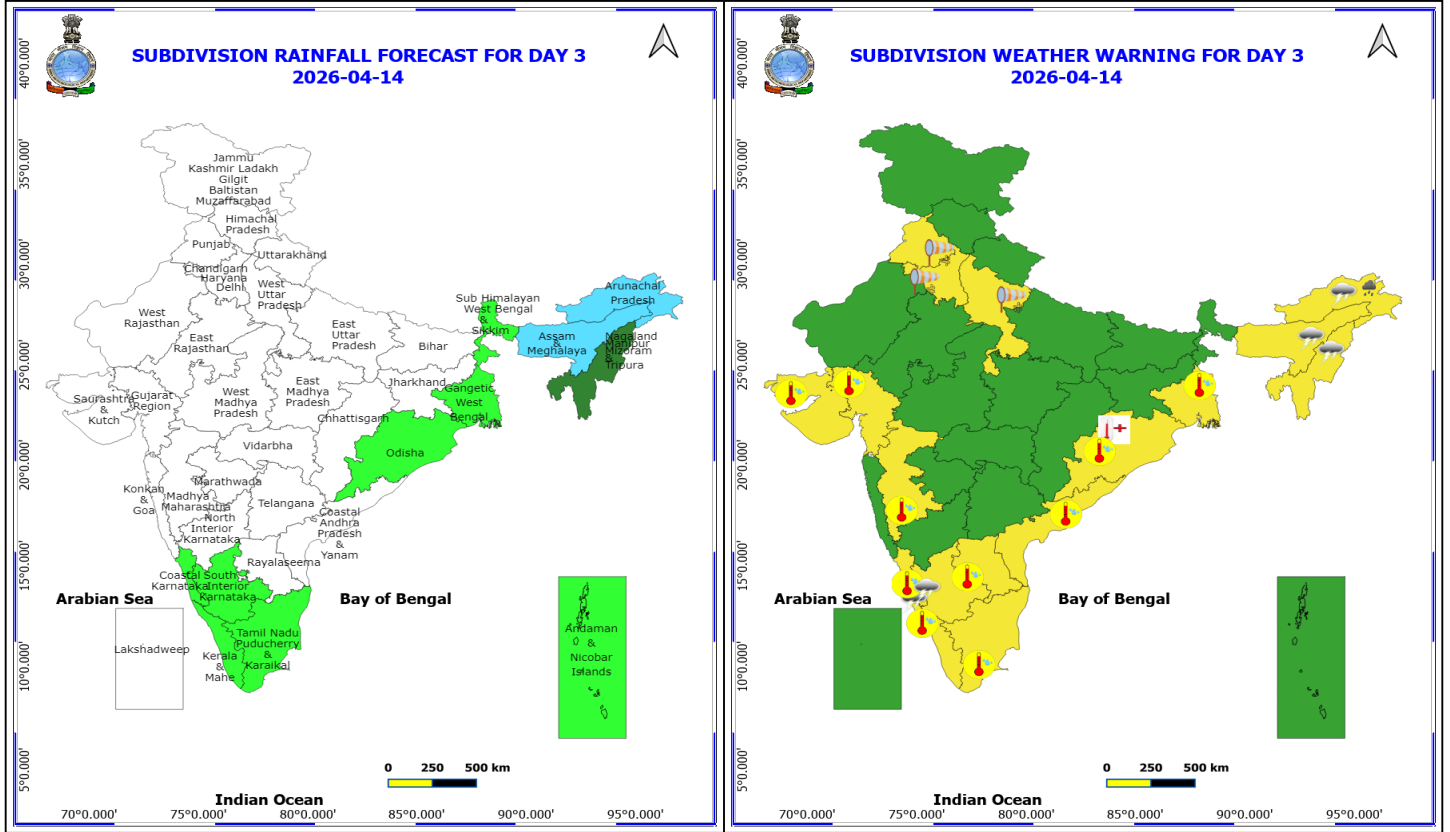 SUBDIVISION RAINFALL FORECAST FOR DAY 3
2026-04-14
40°0.000'
35°0.000'
30°0.000'
25°0.000'
20°0.000'
15°0.000'
10°0.000'
5°0.000'
Jammu
Kashmir Ladakh
Gilgit
Baltistan
Muzaffarabad
Himachal
Pradesh
Punjab
Uttarakhand
Chandigarh
Haryana
Delhi
West
Uttar
Pradesh
Arunachal
Pradesh
Sub Himalayan
West Bengal
&
Sikkim
West
Rajasthan
East
Rajasthan
East
Uttar
Pradesh
Bihar
Assam
&
Meghalaya
Nagaland
Manipur
Mizoram
&
Tripura
Saurashtra
&
Kutch
Gujarat
Region
West
Madhya
Pradesh
East
Madhya
Pradesh
Jharkhand
Gangetic
West
Bengal
Chhattisgarh
Vidarbha
Odisha
Konkan
&
Goa
Madhya
Maharashtra
Marathwada
Telangana
North
Interior
Karnataka
Coastal
Andhra
Pradesh
&
Yanam
Rayalaseema
Coastal
Karnataka
South
Interior
Karnataka
Arabian Sea
Bay of Bengal
Lakshadweep
Kerala
&
Mahe
Tamil Nadu
Puducherry
&
Karaikal
Andaman
&
Nicobar
Islands
0 250 500 km
Indian Ocean
70°0.000' 75°0.000' 80°0.000' 85°0.000' 90°0.000' 95°0.000'
SUBDIVISION WEATHER WARNING FOR DAY 3
2026-04-14
40°0.000'
35°0.000'
30°0.000'
25°0.000'
20°0.000'
15°0.000'
10°0.000'
5°0.000'
Arabian Sea
Bay of Bengal
0 250 500 km
Indian Ocean
70°0.000' 75°0.000' 80°0.000' 85°0.000' 90°0.000' 95°0.000'